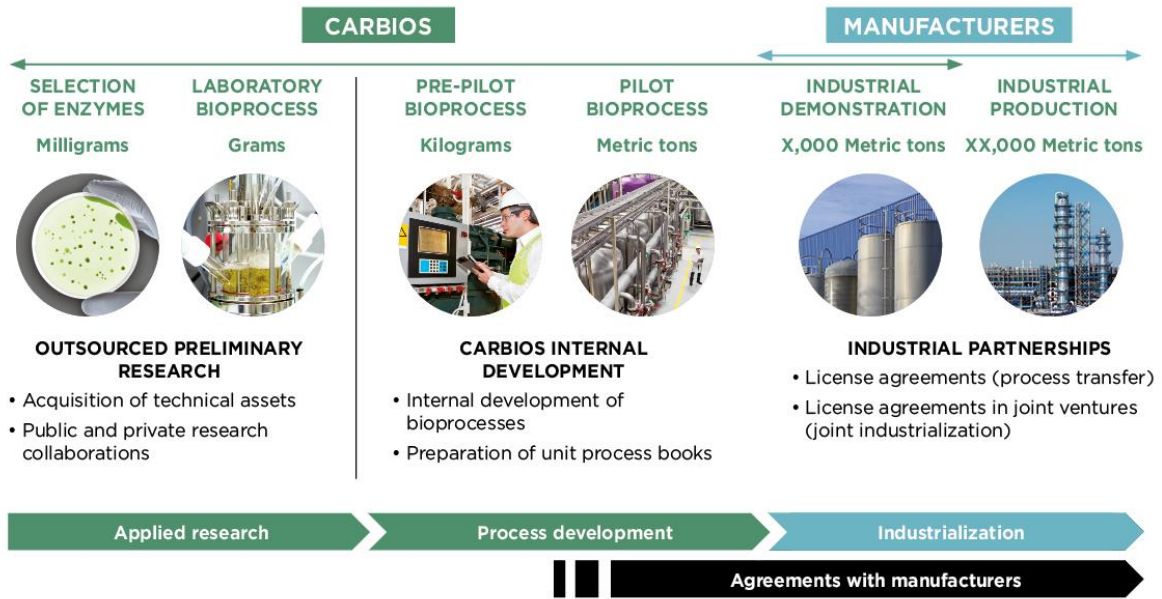 CARBIOS
MANUFACTURERS
SELECTION
OF ENZYMES
Milligrams
LABORATORY
BIOPROCESS
Grams
PRE-PILOT
BIOPROCESS
Kilograms
PILOT
BIOPROCESS
Metric tons
INDUSTRIAL
DEMONSTRATION
X,000 Metric tons
INDUSTRIAL
PRODUCTION
XX,000 Metric tons
OUTSOURCED PRELIMINARY
RESEARCH
• Acquisition of technical assets
• Public and private research
collaborations
CARBIOS INTERNAL
DEVELOPMENT
• Internal development of
bioprocesses
• Preparation of unit process books
INDUSTRIAL PARTNERSHIPS
• License agreements (process transfer)
• License agreements in joint ventures
(joint industrialization)
Applied research
Process development
Industrialization
Agreements with manufacturers